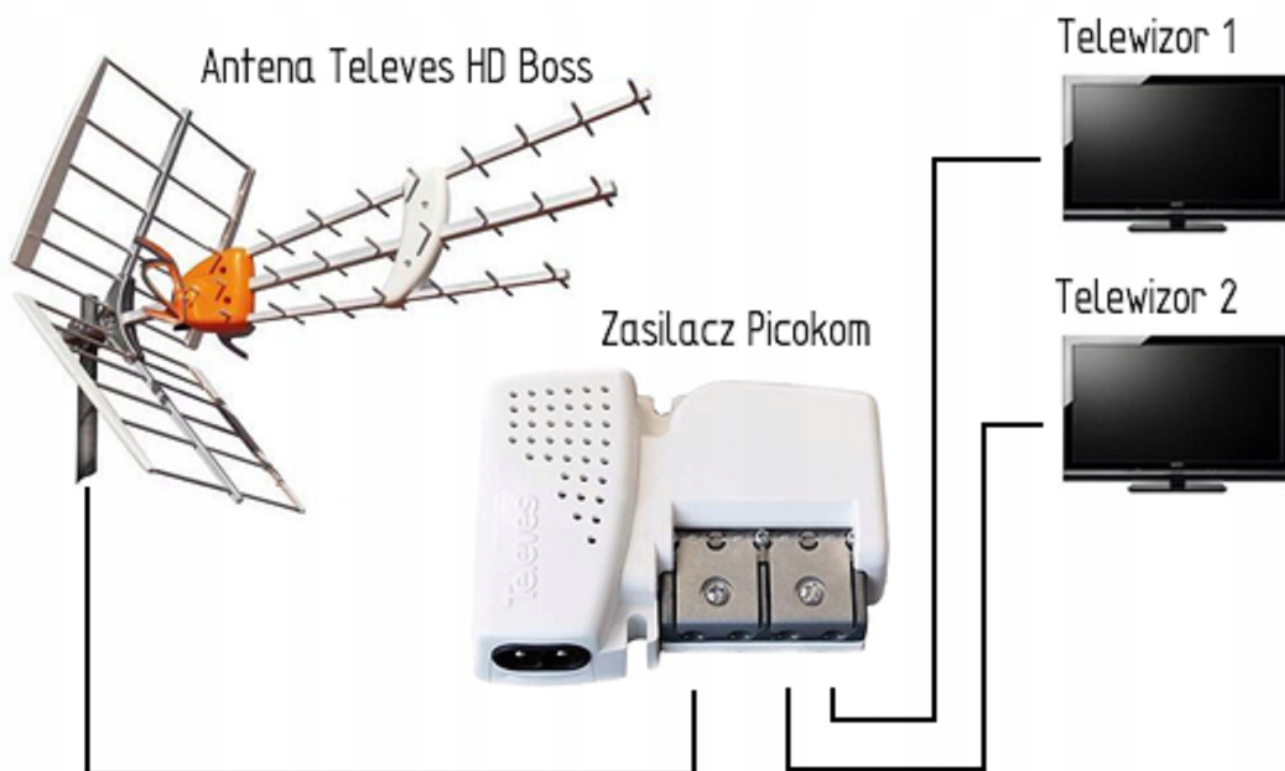 Antena Televes HD Boss
Telewizor 1
Telewizor 2
Zasilacz Picokom
Televes